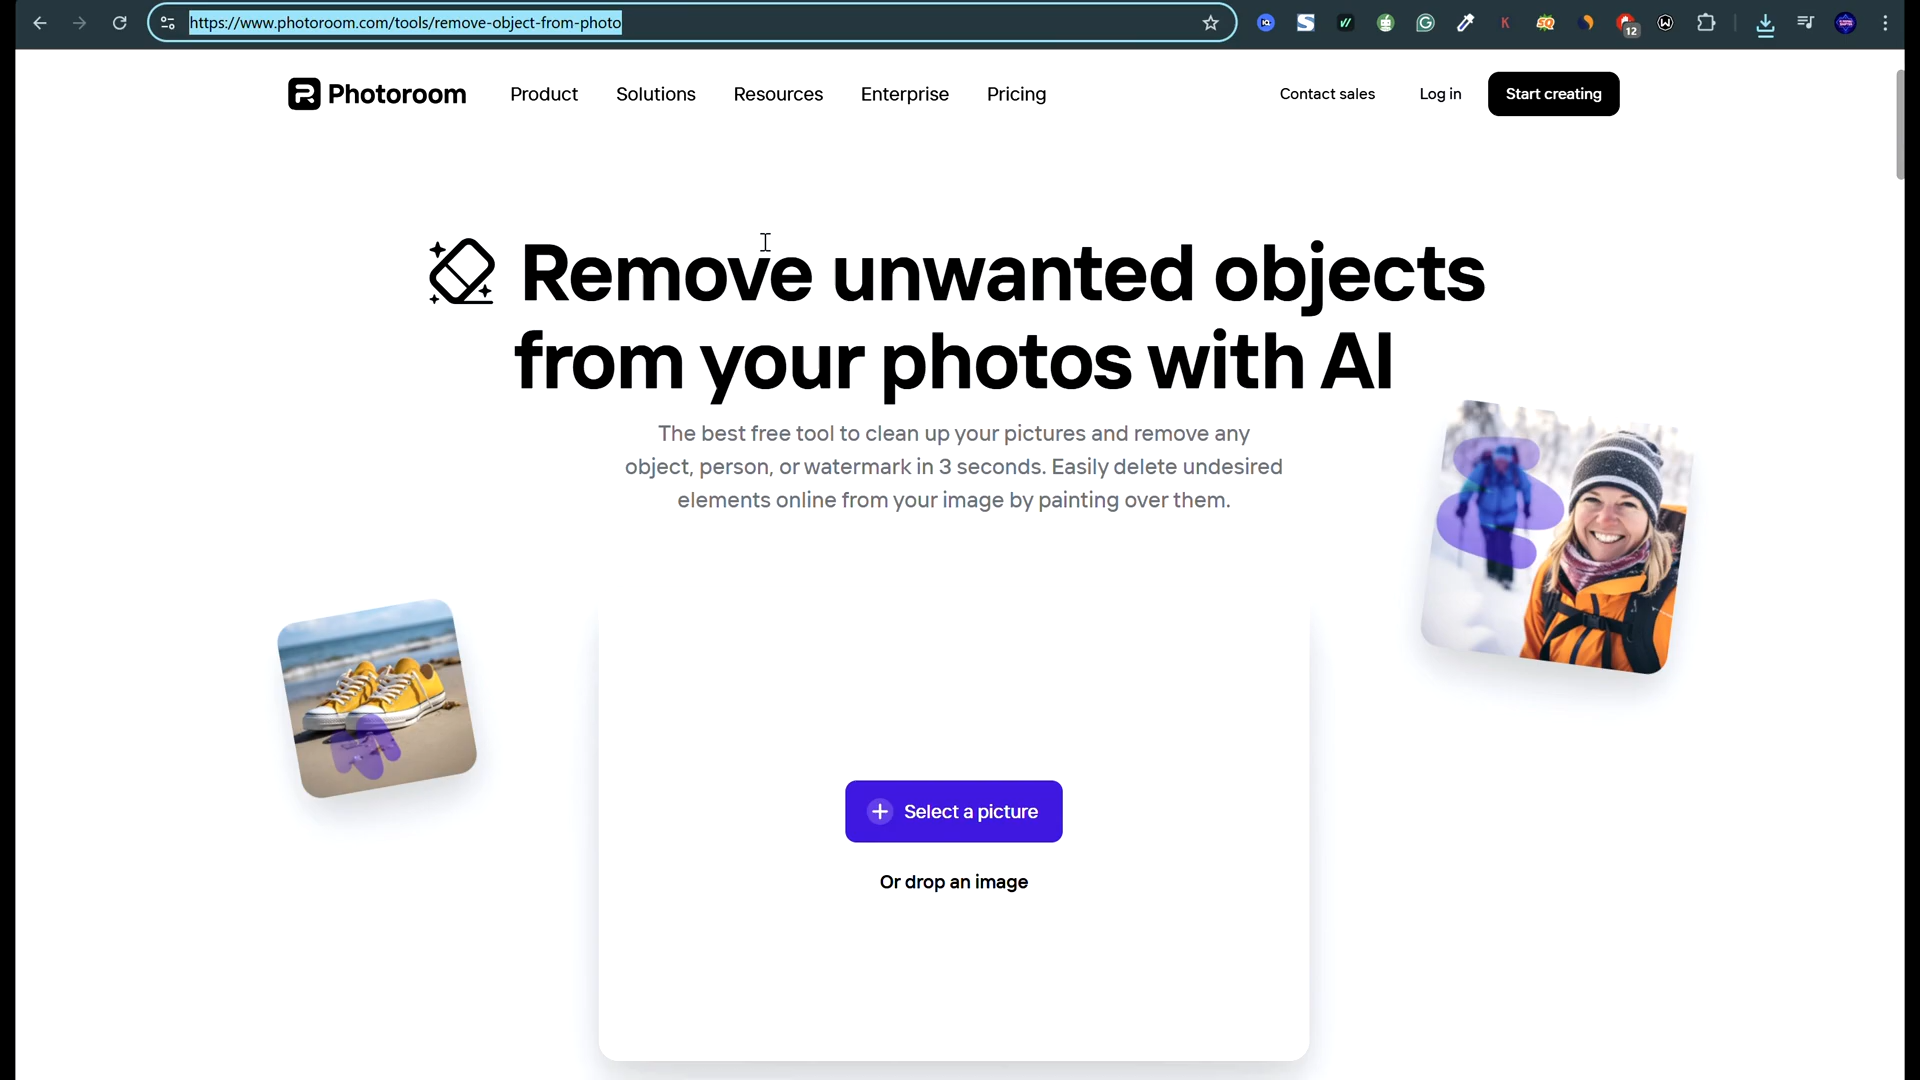 https://www.photoroom.com/tools/remove-object-from-photo
12
Photoroom
Product
Solutions
Resources
Enterprise
Pricing
Contact sales
Log in
Start creating
Remove unwanted objects
from your photos with AI
The best free tool to clean up your pictures and remove any
object, person, or watermark in 3 seconds. Easily delete undesired
elements online from your image by painting over them.
Select a picture
Or drop an image